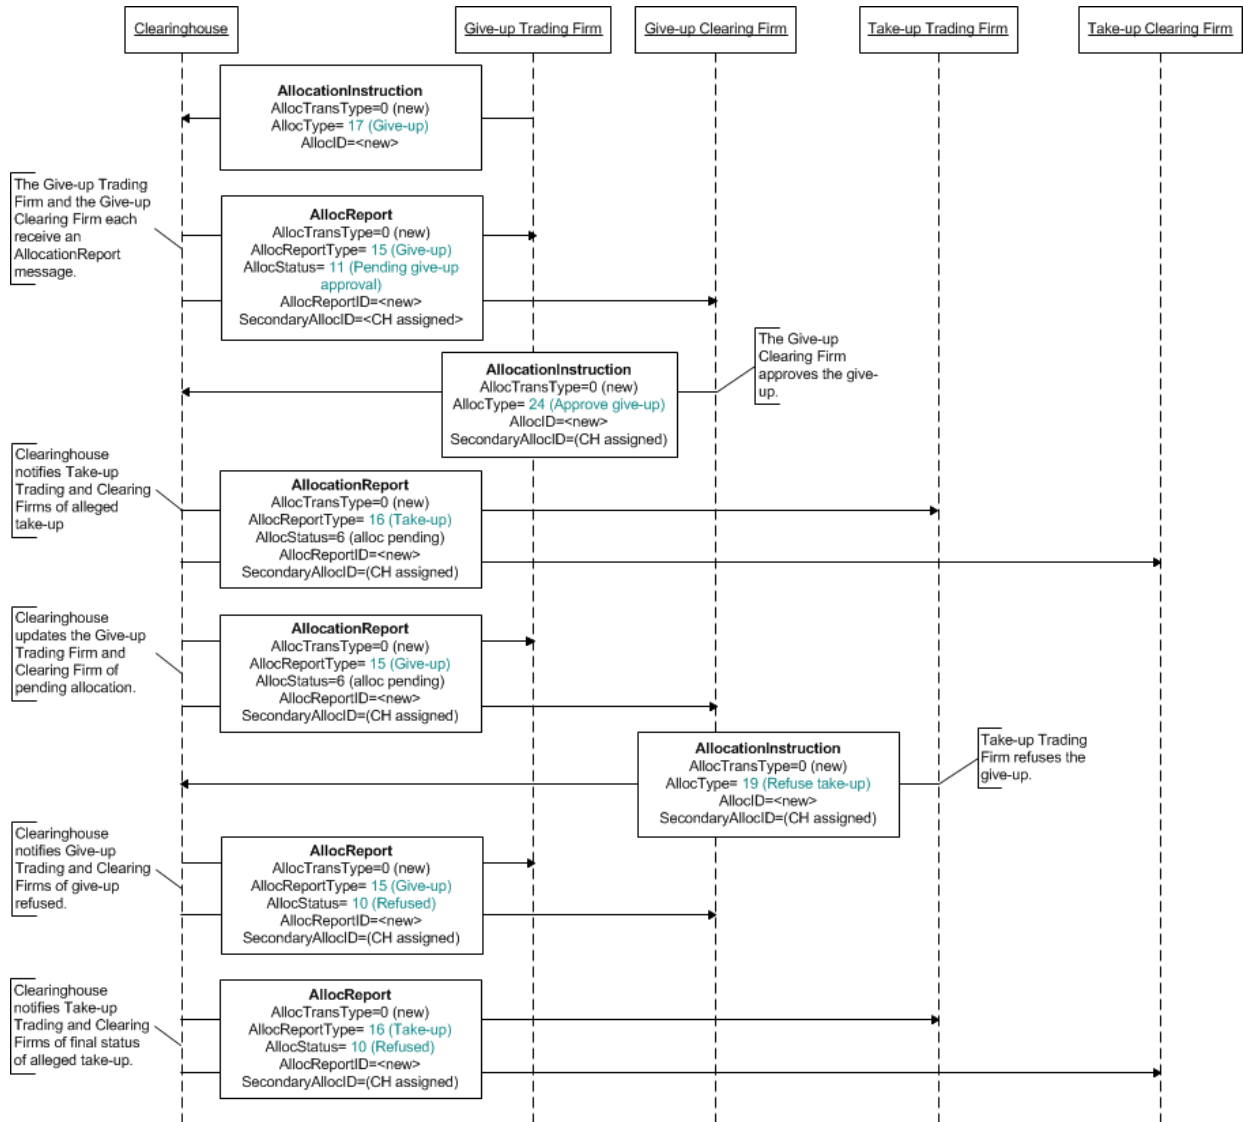 Clearinghouse
Give-up Trading Firm
Give-up Clearing Firm
Take-up Trading Firm
Take-up Clearing Firm
AllocationInstruction
AllocTransType=0 (new)
AllocType= 17 (Give-up)
AllocID=<new>
The Give-up Trading
Firm and the Give-up
Clearing Firm each
receive an
AllocationReport
message.
AllocReport
AllocTransType=0 (new)
AllocReportType= 15 (Give-up)
AllocStatus= 11 (Pending give-up
approval)
AllocReportID=<new>
SecondaryAllocID=<CH assigned>
The Give-up
Clearing Firm
approves the give-
up.
AllocationInstruction
AllocTransType=0 (new)
AllocType= 24 (Approve give-up)
AllocID=<new>
SecondaryAllocID=(CH assigned)
Clearinghouse
notifies Take-up
Trading and Clearing
Firms of alleged
take-up
AllocationReport
AllocTransType=0 (new)
AllocReportType= 16 (Take-up)
AllocStatus=6 (alloc pending)
AllocReportID=<new>
SecondaryAllocID=(CH assigned)
Clearinghouse
updates the Give-up
Trading Firm and
Clearing Firm of
pending allocation.
AllocationReport
AllocTransType=0 (new)
AllocReportType= 15 (Give-up)
AllocStatus=6 (alloc pending)
AllocReportID=<new>
SecondaryAllocID=(CH assigned)
Take-up Trading
Firm refuses the
give-up.
AllocationInstruction
AllocTransType=0 (new)
AllocType= 19 (Refuse take-up)
AllocID=<new>
SecondaryAllocID=(CH assigned)
Clearinghouse
notifies Give-up
Trading and Clearing
Firms of give-up
refused.
AllocReport
AllocTransType=0 (new)
AllocReportType= 15 (Give-up)
AllocStatus= 10 (Refused)
AllocReportID=<new>
SecondaryAllocID=(CH assigned)
Clearinghouse
notifies Take-up
Trading and Clearing
Firms of final status
of alleged take-up.
AllocReport
AllocTransType=0 (new)
AllocReportType= 16 (Take-up)
AllocStatus= 10 (Refused)
AllocReportID=<new>
SecondaryAllocID=(CH assigned)